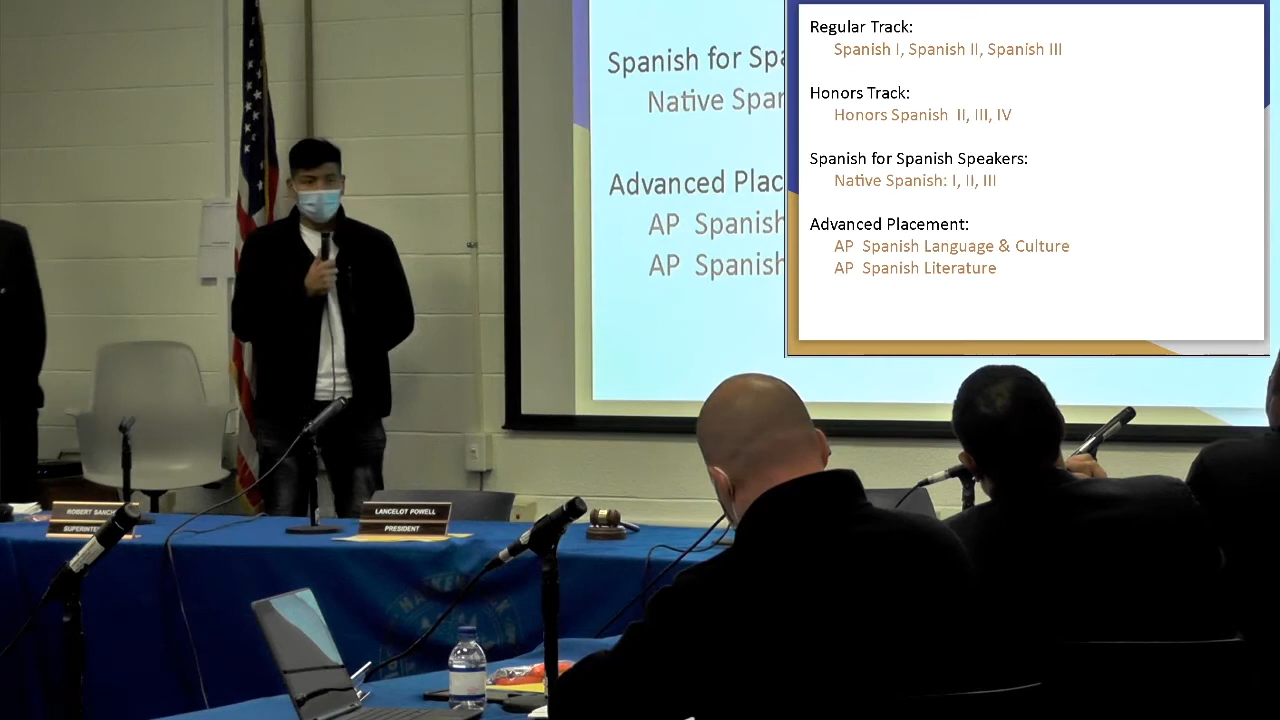 Spanish for Spa
Native Span
Advanced Plac
AP Spanish
AP Spanish
Regular Track:
Spanish I, Spanish II, Spanish III
Honors Track:
Honors Spanish II, III, IV
Spanish for Spanish Speakers:
Native Spanish: I, II, III
Advanced Placement:
AP Spanish Language & Culture
AP Spanish Literature
ROBERT SANCH
SUPERINTE
LANCELOT POWELL
PRESIDENT